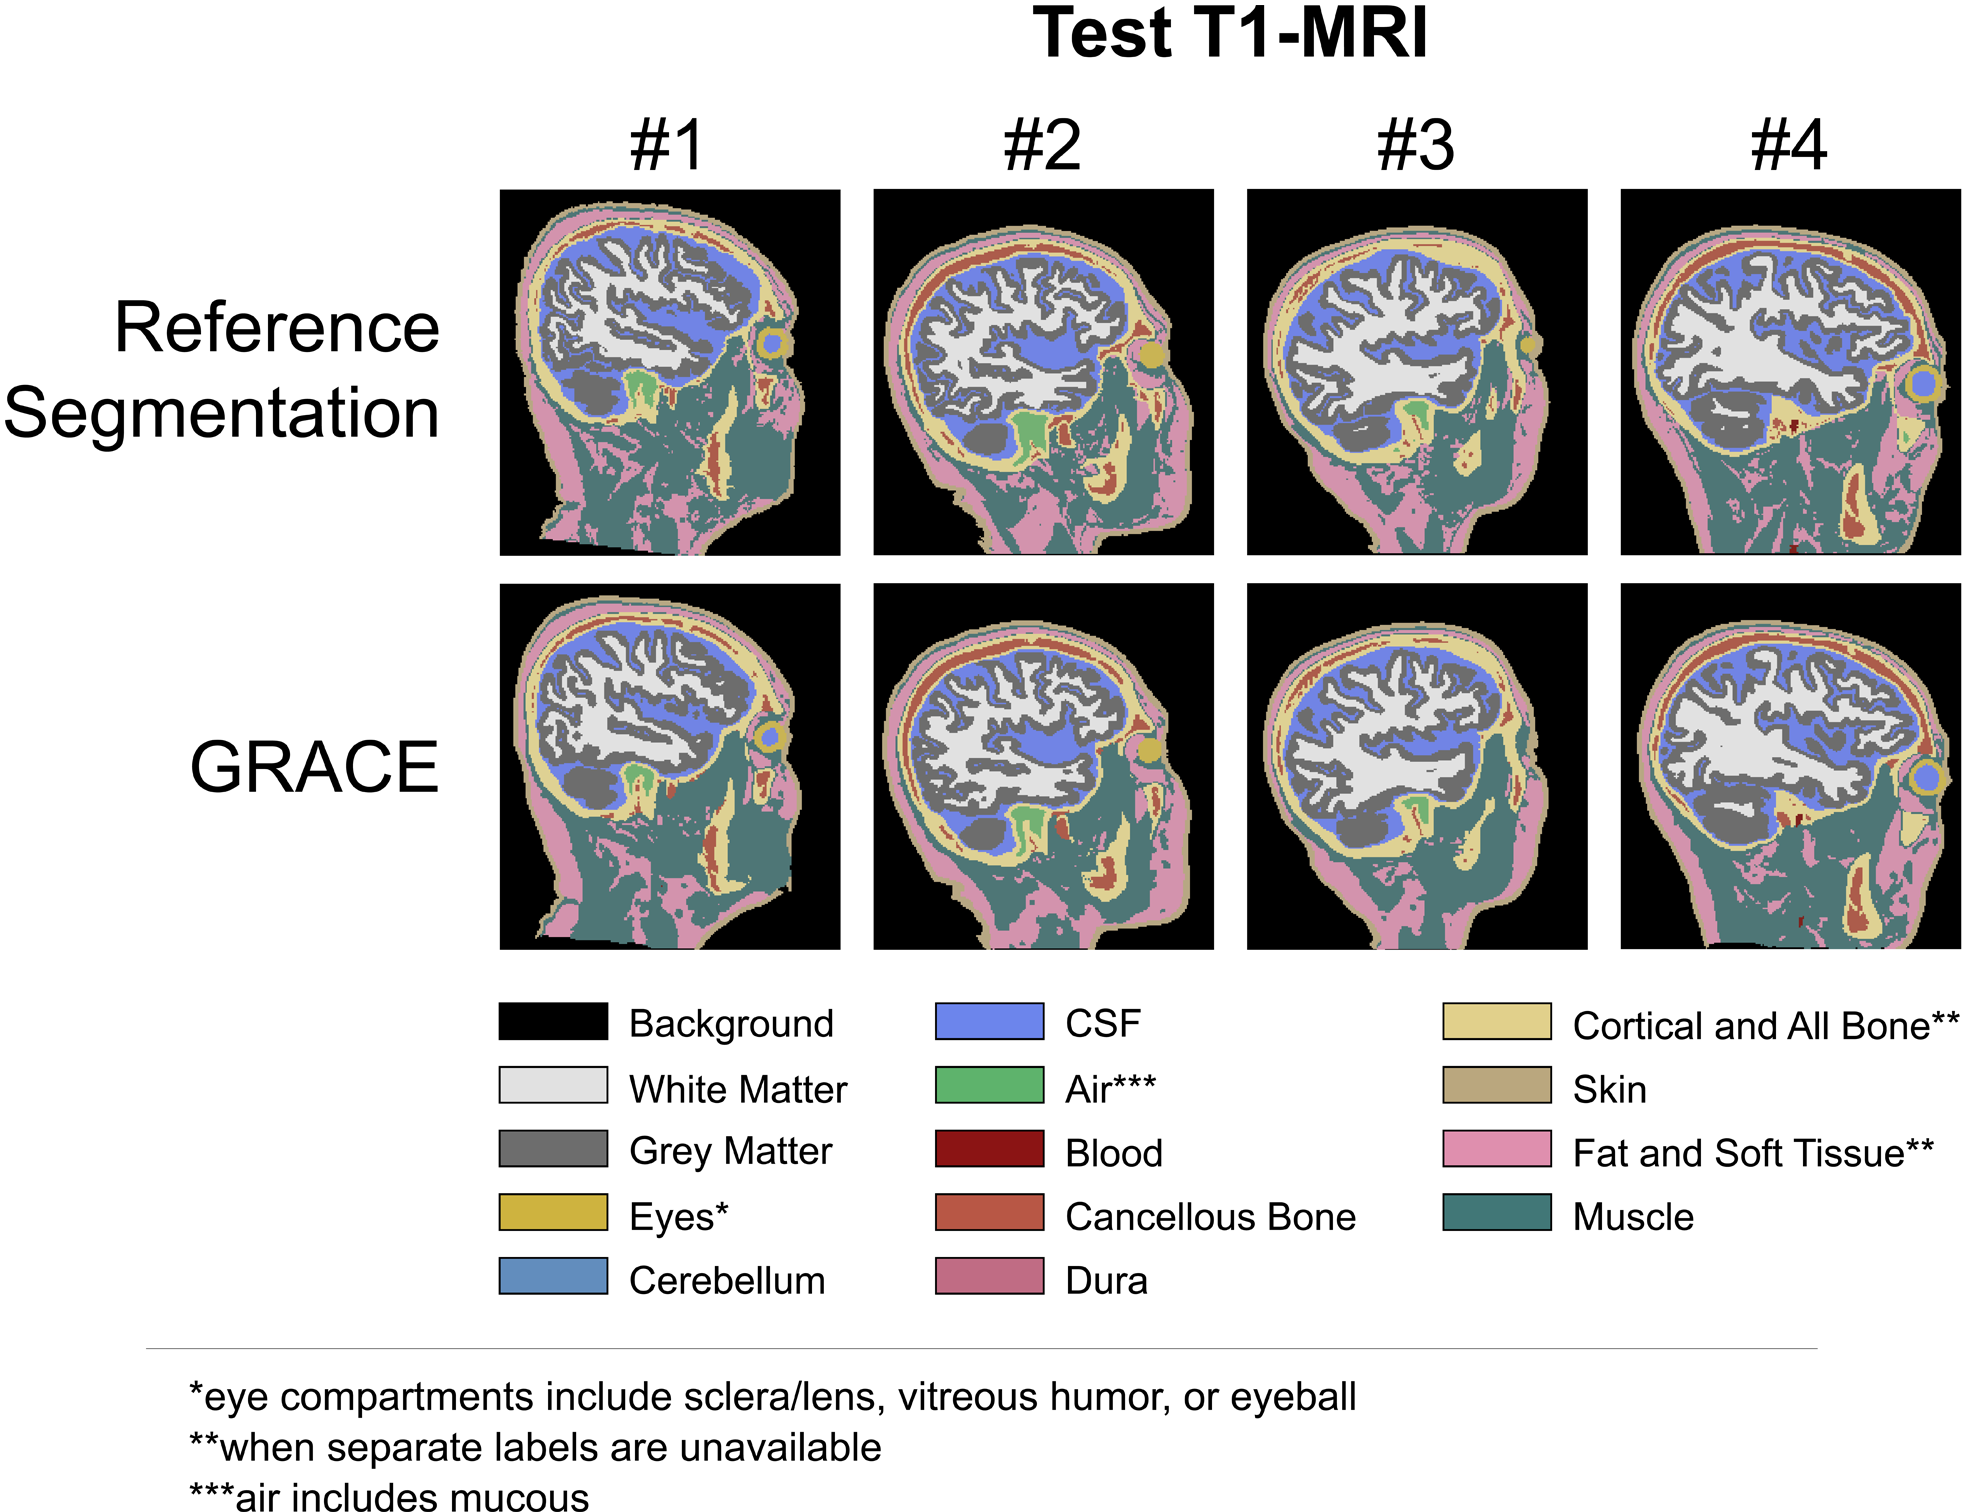 Test T1-MRI
#1 #2 #3 #4
Reference
Segmentation
GRACE
Background
White Matter
Grey Matter
Eyes*
Cerebellum
CSF
Air***
Blood
Cancellous Bone
Dura
Cortical and All Bone**
Skin
Fat and Soft Tissue**
Muscle
*eye compartments include sclera/lens, vitreous humor, or eyeball
**when separate labels are unavailable
***air includes mucous